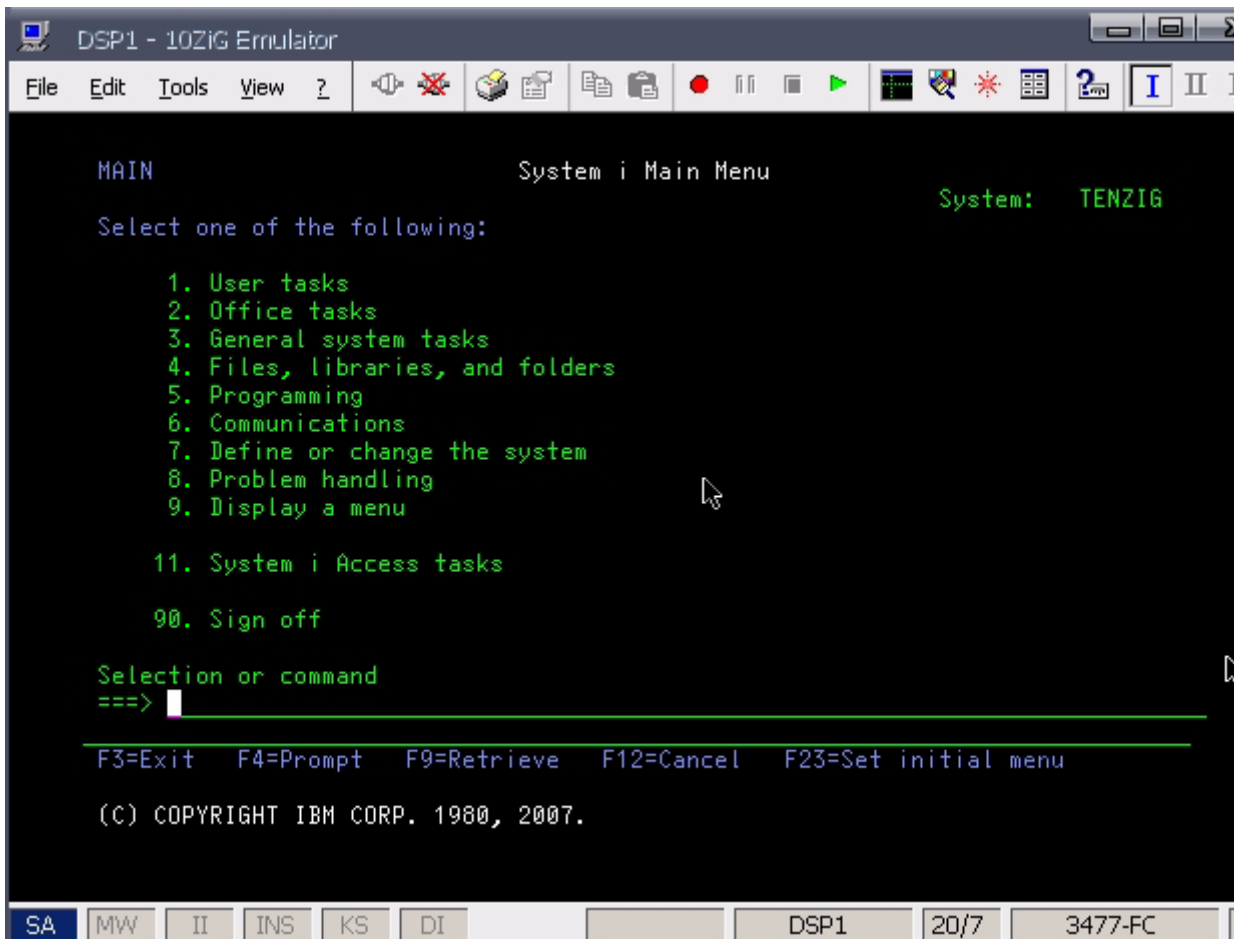 DSP1 - 10ZiG Emulator
File Edit Tools View ?
MAIN System i Main Menu
System: TENZIG
Select one of the following:
1. User tasks
2. Office tasks
3. General system tasks
4. Files, libraries, and folders
5. Programming
6. Communications
7. Define or change the system
8. Problem handling
9. Display a menu
11. System i Access tasks
90. Sign off
Selection or command
===>
F3=Exit F4=Prompt F9=Retrieve F12=Cancel F23=Set initial menu
(C) COPYRIGHT IBM CORP. 1980, 2007.
SA MW II INS KS DI DSP1 20/7 3477-FC